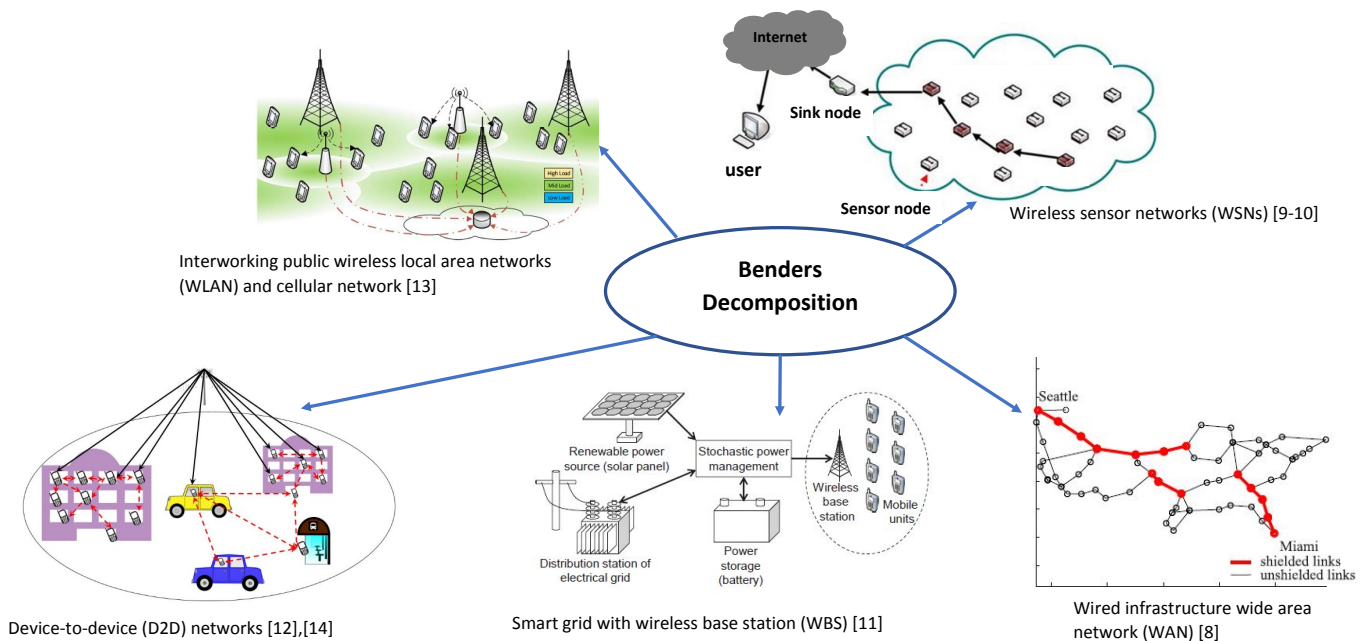 Internet
Sink node
user
Sensor node
Wireless sensor networks (WSNs) [9-10]
High Load
Mid Load
Low Load
Interworking public wireless local area networks
(WLAN) and cellular network [13]
Benders
Decomposition
Device-to-device (D2D) networks [12],[14]
Renewable power
source (solar panel)
Stochastic power
management
Wireless
base
station
Mobile
units
Distribution station of
electrical grid
Power
storage
(battery)
Smart grid with wireless base station (WBS) [11]
Seattle
Miami
shielded links
unshielded links
Wired infrastructure wide area
network (WAN) [8]